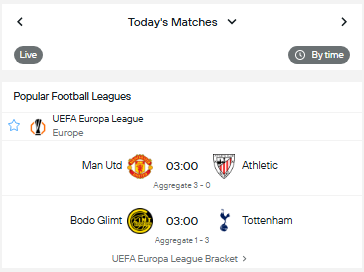 Today's Matches
Live
By time
Popular Football Leagues
UEFA Europa League
Europe
Man Utd 03:00 Athletic
Aggregate 3 - 0
Bodo Glimt 03:00 Tottenham
Aggregate 1 - 3
UEFA Europa League Bracket